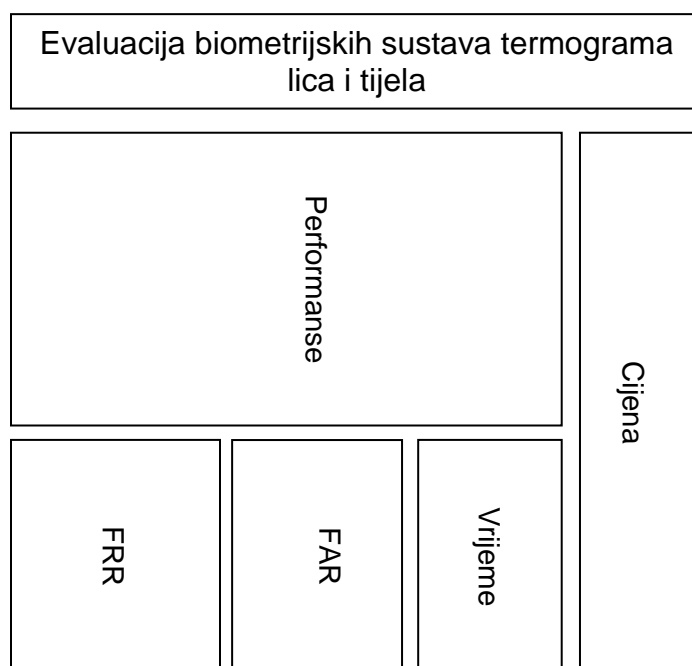 Evaluacija biometrijskih sustava termograma
lica i tijela
Performanse
Cijena
FRR
FAR
Vrijeme